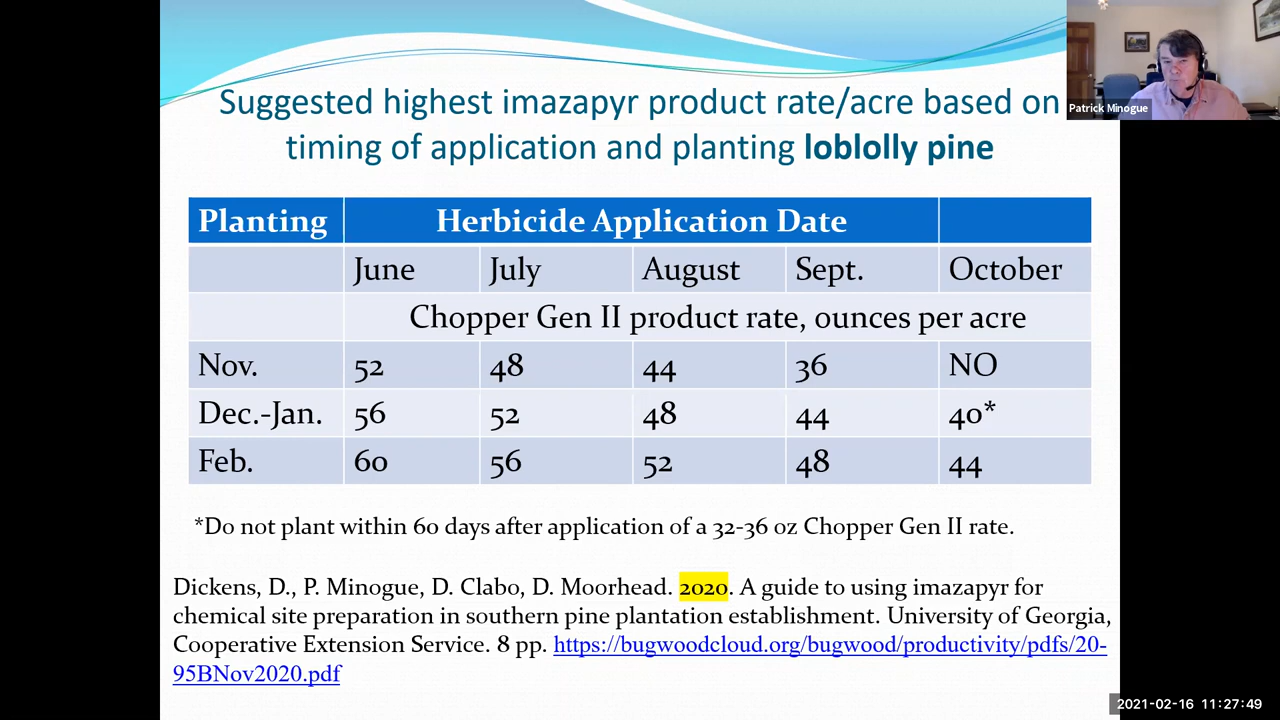 Suggested highest imazapyr product rate/acre based on
timing of application and planting loblolly pine
Patrick Minogue
Planting Herbicide Application Date
June July August Sept. October
Chopper Gen II product rate, ounces per acre
Nov. 52 48 44 36 NO
Dec.-Jan. 56 52 48 44 40*
Feb. 60 56 52 48 44
*Do not plant within 60 days after application of a 32-36 oz Chopper Gen II rate.
Dickens, D., P. Minogue, D. Clabo, D. Moorhead. 2020. A guide to using imazapyr for
chemical site preparation in southern pine plantation establishment. University of Georgia,
Cooperative Extension Service. 8 pp. https://bugwoodcloud.org/bugwood/productivity/pdfs/20-
95BNov2020.pdf
2021-02-16 11:27:49